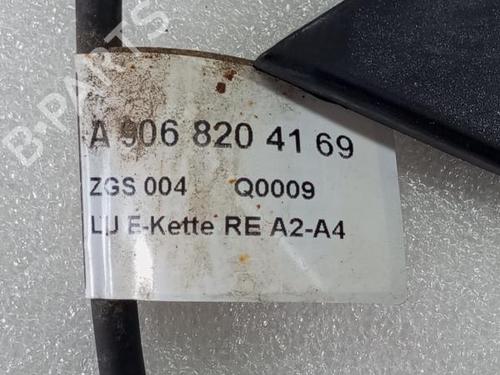 B-PARTS
A 906 820 41 69
ZGS 004 Q0009
LU E-Kette RE A2-A4